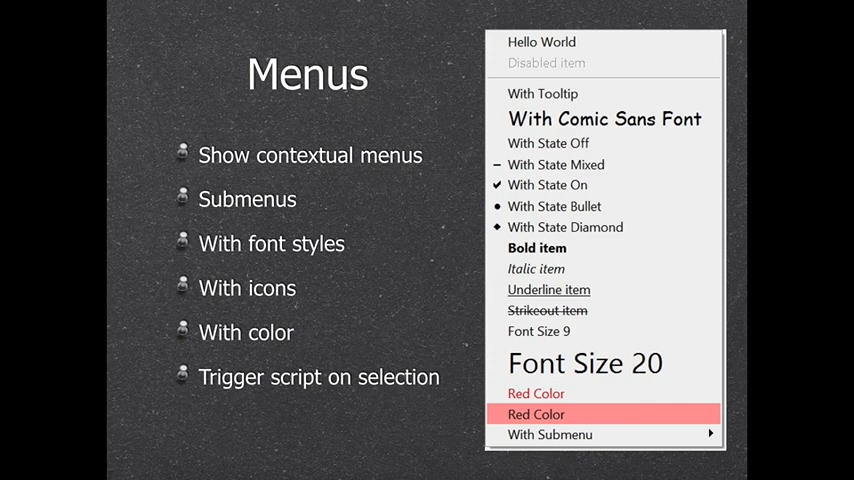 Menus
Show contextual menus
Submenus
With font styles
With icons
With color
Trigger script on selection
Hello World
Disabled item
With Tooltip
With Comic Sans Font
With State Off
With State Mixed
With State On
With State Bullet
With State Diamond
Bold item
Italic item
Underline item
Strikeout item
Font Size 9
Font Size 20
Red Color
Red Color
With Submenu